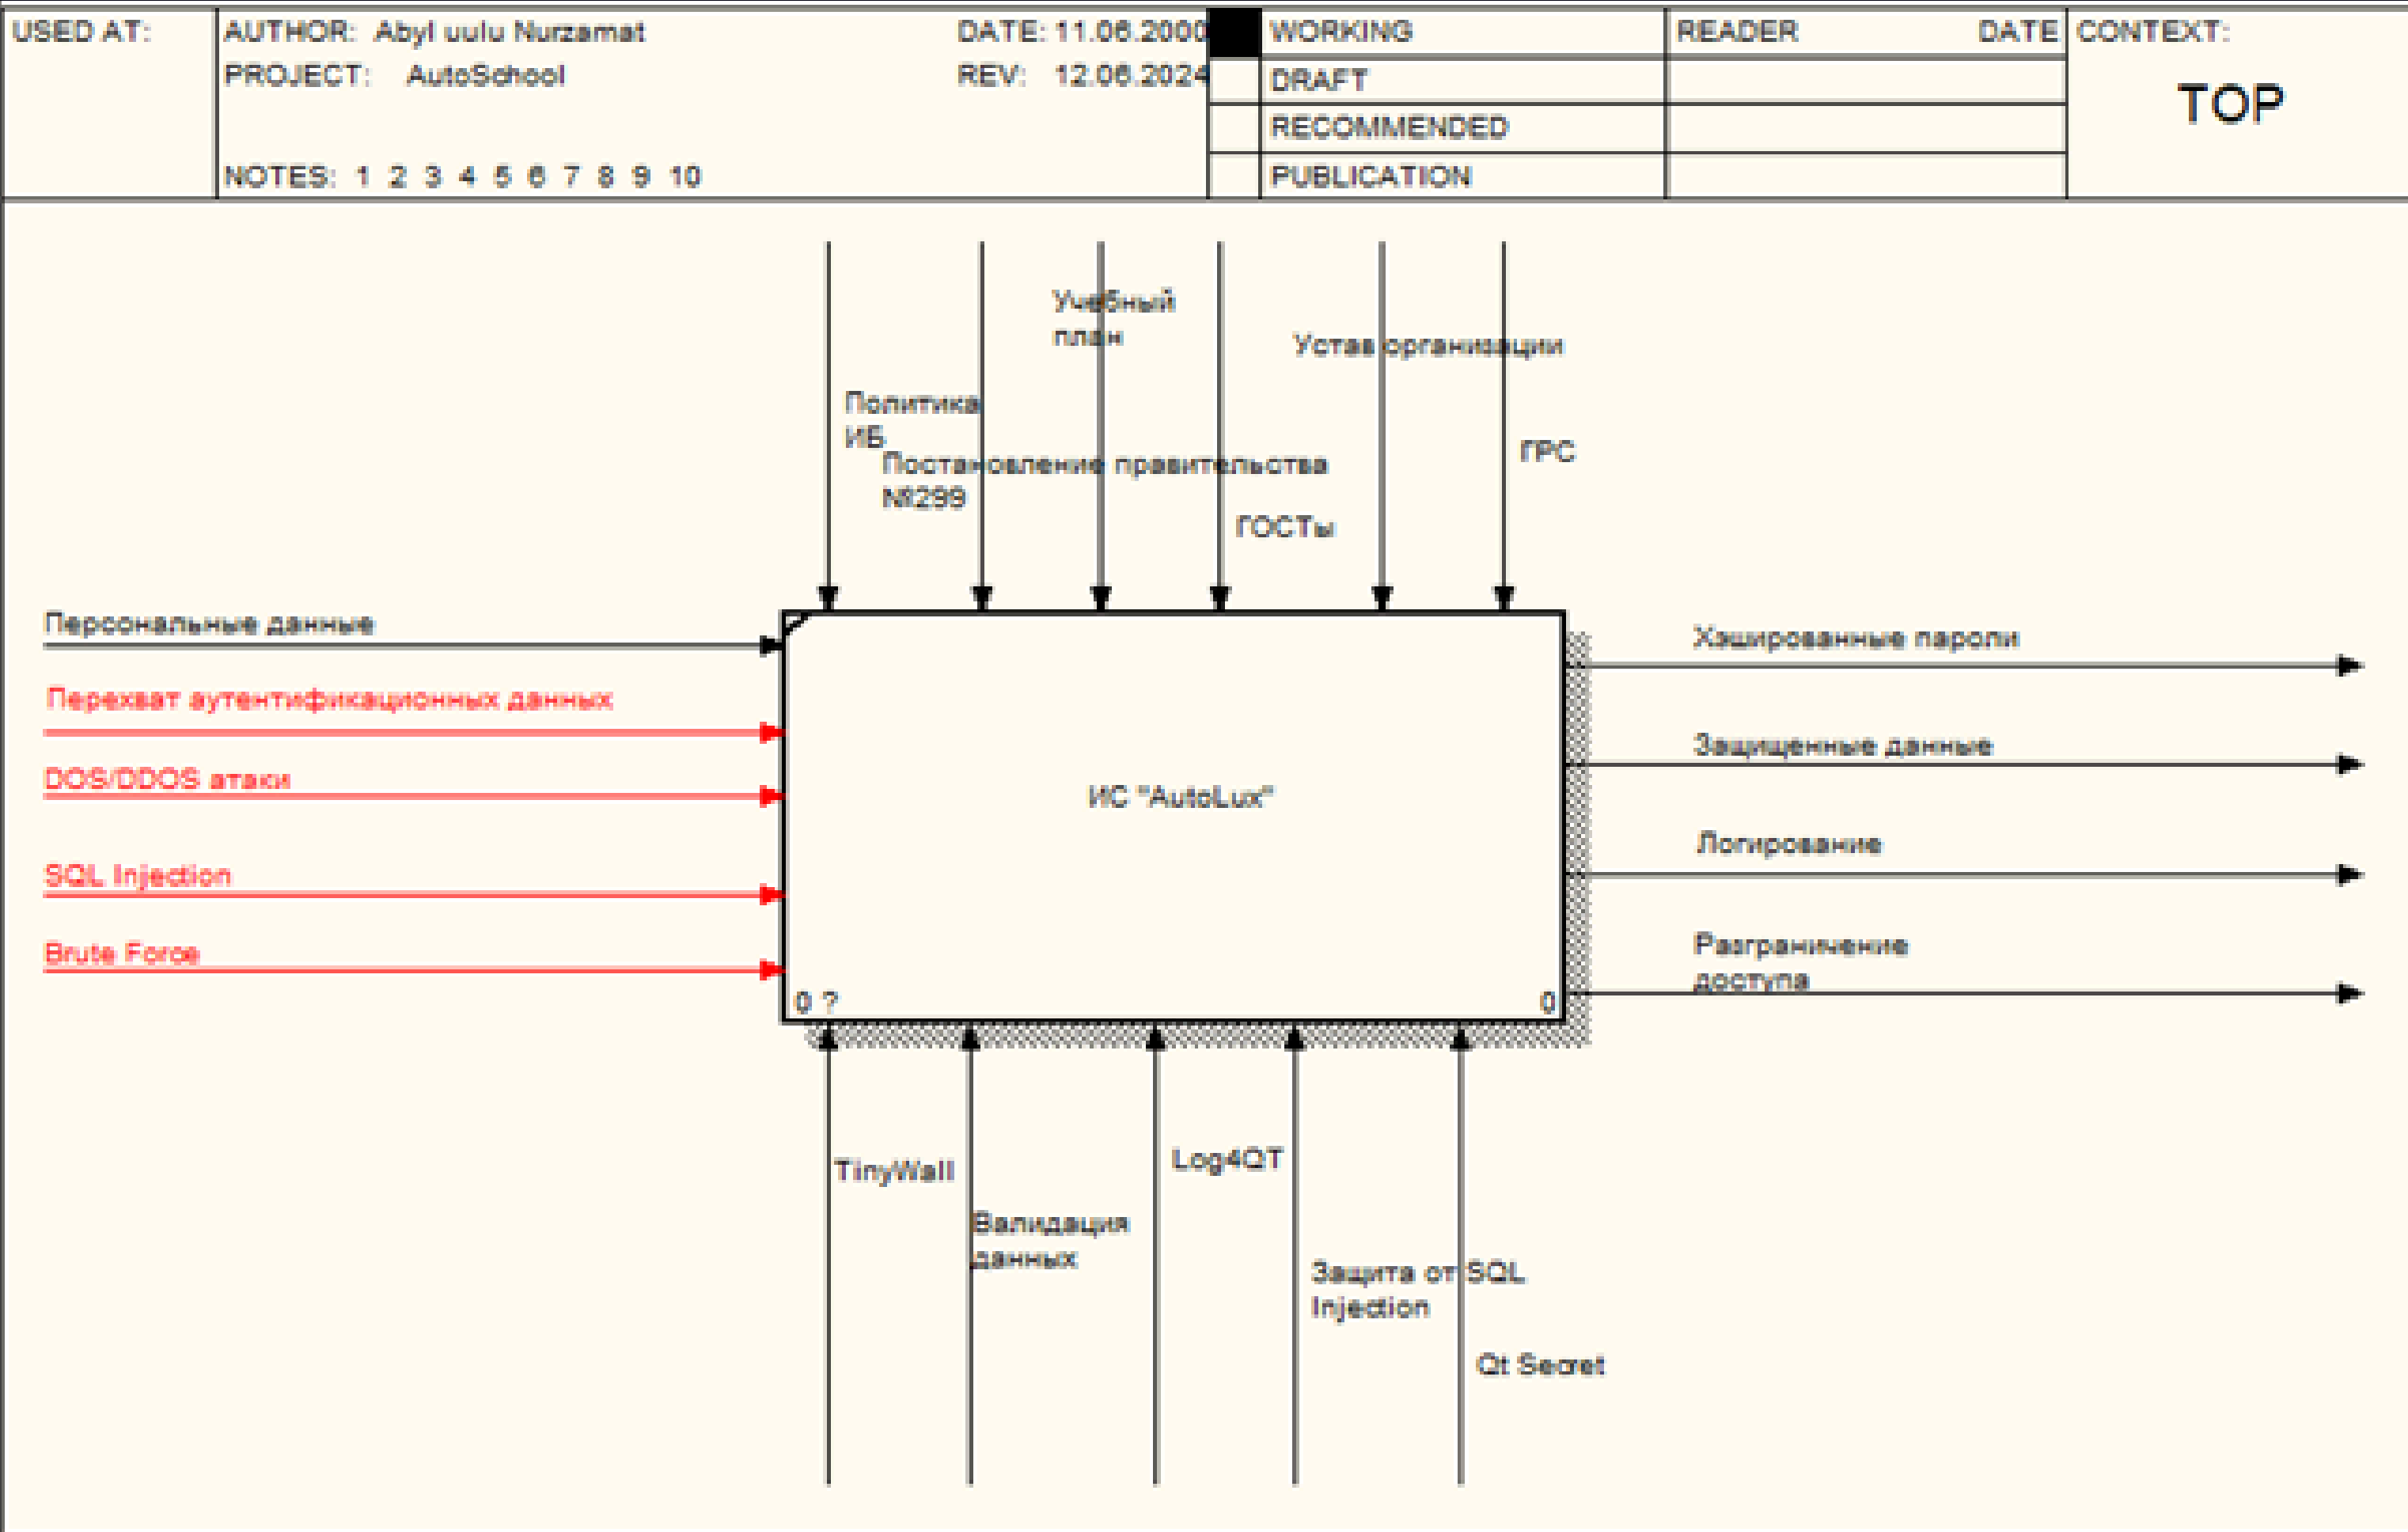 USED AT:
AUTHOR: Abyl uulu Nurzamat
DATE: 11.06.2000
PROJECT: AutoSchool
REV: 12.06.2024
NOTES: 1 2 3 4 5 6 7 8 9 10
WORKING
DRAFT
RECOMMENDED
PUBLICATION
READER
DATE
CONTEXT:
TOP
Учебный
план
Устав организации
Политика
ИБ
ГРС
Постановление правительства
№299
ГОСТы
Персональные данные
Перехват аутентификационных данных
DOS/DDOS атаки
SQL Injection
Brute Force
ИС "AutoLux"
0 ?
0
Хэшированные пароли
Защищенные данные
Логирование
Разграничение
доступа
TinyWall
Валидация
данных
Log4QT
Защита от SQL
Injection
Qt Secret